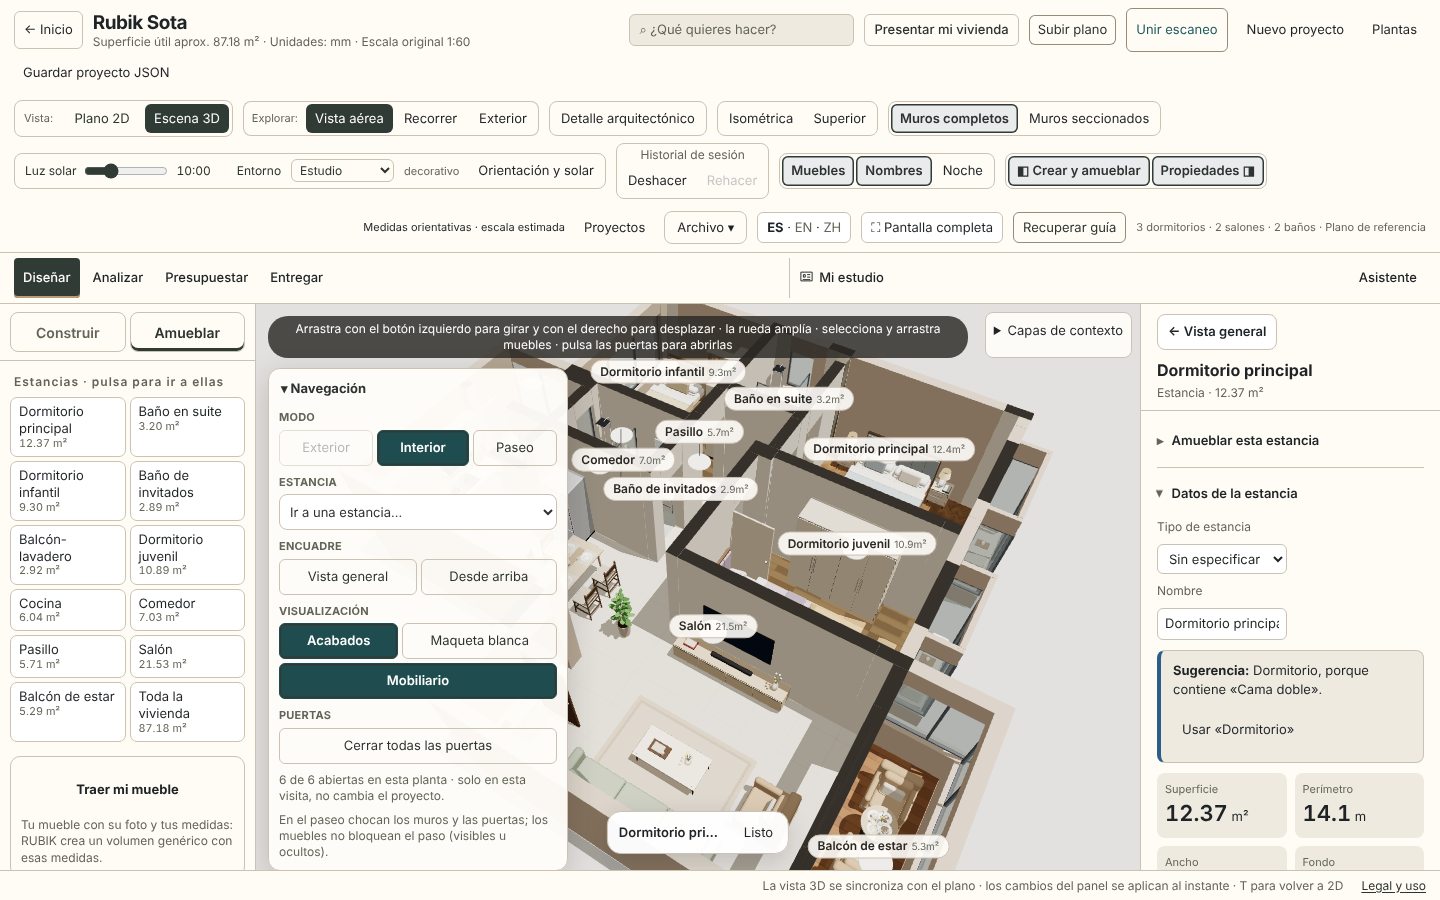 ← Inicio
Rubik Sota
Superficie útil aprox. 87.18 m² · Unidades: mm · Escala original 1:60
¿Qué quieres hacer?
Presentar mi vivienda
Subir plano
Unir escaneo
Nuevo proyecto
Plantas
Guardar proyecto JSON
Vista:
Plano 2D
Escena 3D
Explorar:
Vista aérea
Recorrer
Exterior
Detalle arquitectónico
Isométrica
Superior
Muros completos
Muros seccionados
Luz solar
10:00
Entorno
Estudio
decorativo
Orientación y solar
Historial de sesión
Deshacer
Rehacer
Muebles
Nombres
Noche
◧ Crear y amueblar
Propiedades ◨
Medidas orientativas · escala estimada
Proyectos
Archivo ▾
ES · EN · ZH
⛶ Pantalla completa
Recuperar guía
3 dormitorios · 2 salones · 2 baños · Plano de referencia
Diseñar
Analizar
Presupuestar
Entregar
Mi estudio
Asistente
Construir
Amueblar
Estancias · pulsa para ir a ellas
Dormitorio
principal
12.37 m²
Baño en suite
3.20 m²
Dormitorio
infantil
9.30 m²
Baño de
invitados
2.89 m²
Balcón-
lavadero
2.92 m²
Dormitorio
juvenil
10.89 m²
Cocina
6.04 m²
Comedor
7.03 m²
Pasillo
5.71 m²
Salón
21.53 m²
Balcón de estar
5.29 m²
Toda la
vivienda
87.18 m²
Traer mi mueble
Tu mueble con su foto y tus medidas:
RUBIK crea un volumen genérico con
esas medidas.
Arrastra con el botón izquierdo para girar y con el derecho para desplazar · la rueda amplía · selecciona y arrastra
muebles · pulsa las puertas para abrirlas
▶ Capas de contexto
▾ Navegación
MODO
Exterior
Interior
Paseo
ESTANCIA
Ir a una estancia...
ENCUADRE
Vista general
Desde arriba
VISUALIZACIÓN
Acabados
Maqueta blanca
Mobiliario
PUERTAS
Cerrar todas las puertas
6 de 6 abiertas en esta planta · solo en esta
visita, no cambia el proyecto.
En el paseo chocan los muros y las puertas; los
muebles no bloquean el paso (visibles u
ocultos).
Dormitorio infantil 9.3m²
Baño en suite 3.2m²
Pasillo 5.7m²
Dormitorio principal 12.4m²
Comedor 7.0m²
Baño de invitados 2.9m²
Dormitorio juvenil 10.9m²
Salón 21.5m²
Dormitorio pri...
Listo
Balcón de estar 5.3m²
← Vista general
Dormitorio principal
Estancia · 12.37 m²
▸ Amueblar esta estancia
▾ Datos de la estancia
Tipo de estancia
Sin especificar
Nombre
Dormitorio principa
Sugerencia: Dormitorio, porque
contiene «Cama doble».
Usar «Dormitorio»
Superficie
12.37 m²
Perímetro
14.1 m
Ancho
Fondo
La vista 3D se sincroniza con el plano · los cambios del panel se aplican al instante · T para volver a 2D
Legal y uso